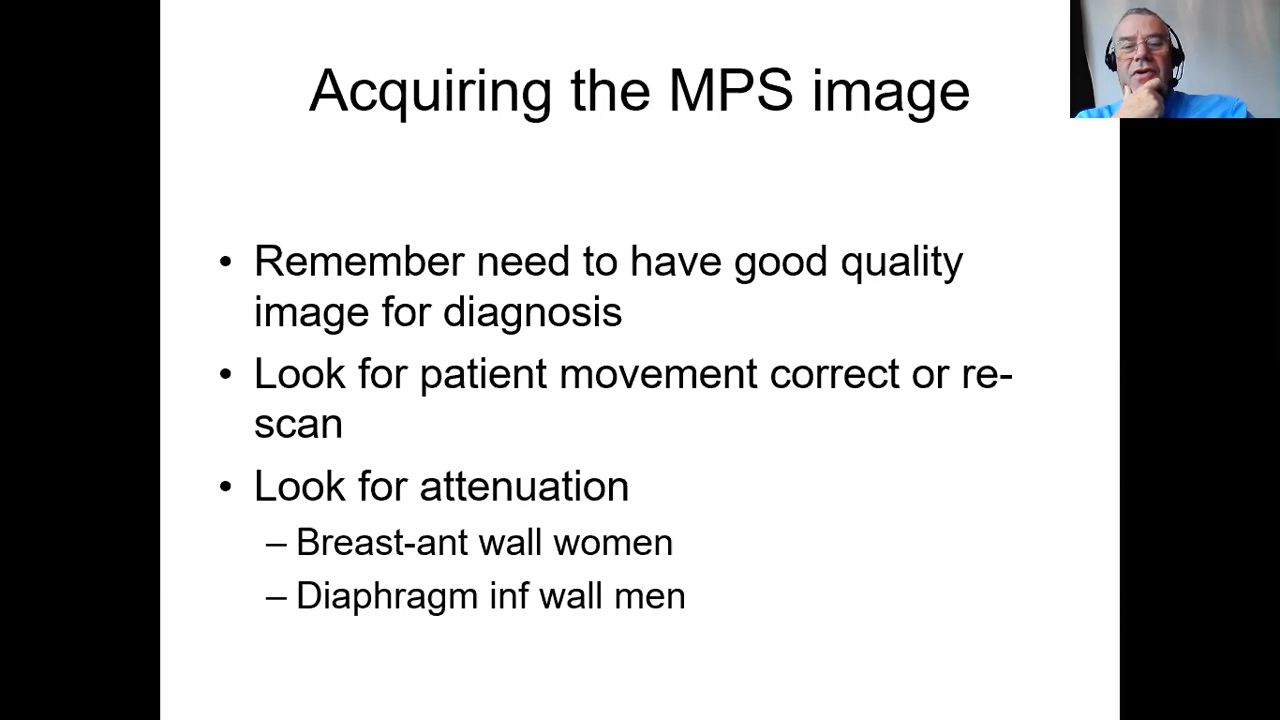 Acquiring the MPS image
• Remember need to have good quality
image for diagnosis
• Look for patient movement correct or re-
scan
• Look for attenuation
– Breast-ant wall women
– Diaphragm inf wall men